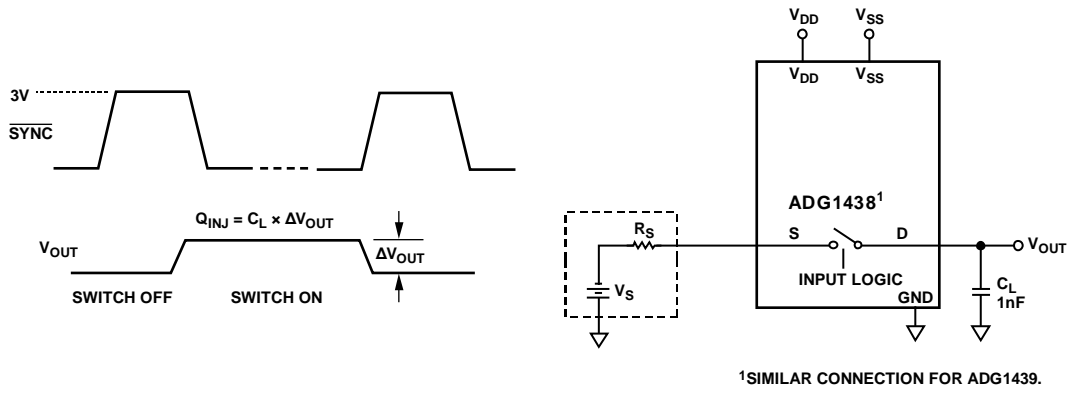 3V
SYNC
Q_INJ = C_L × ΔV_OUT
V_OUT
ΔV_OUT
SWITCH OFF
SWITCH ON
V_DD
V_SS
V_DD
V_SS
ADG1438¹
R_S
S
D
V_OUT
INPUT LOGIC
V_S
GND
C_L
1nF
¹SIMILAR CONNECTION FOR ADG1439.